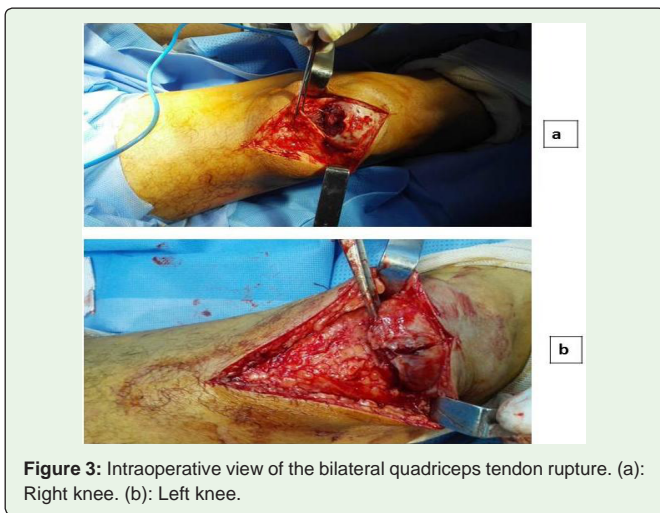 a
b
Figure 3: Intraoperative view of the bilateral quadriceps tendon rupture. (a):
Right knee. (b): Left knee.